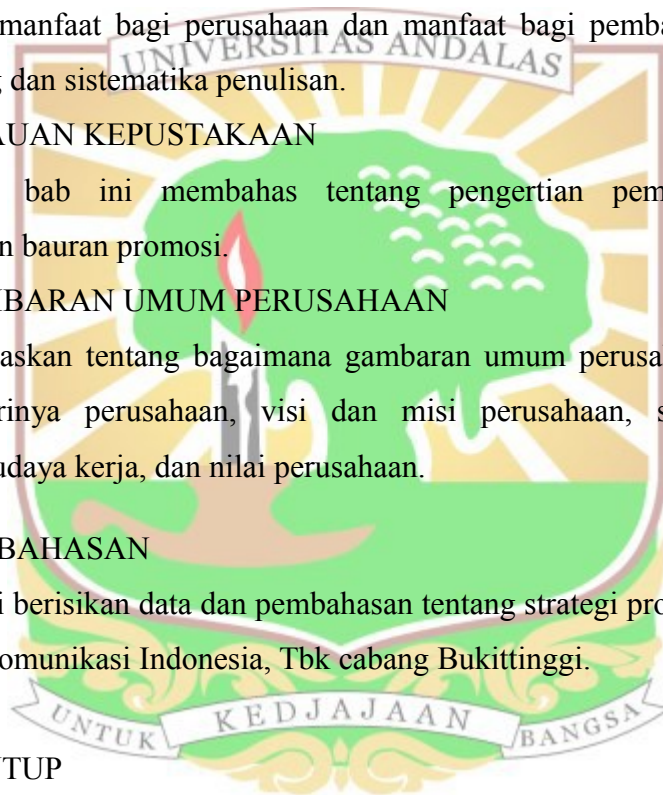 manfaat bagi perusahaan dan manfaat bagi pemba
UNIVERSITAS ANDALAS
dan sistematika penulisan.
AUAN KEPUSTAKAAN
bab ini membahas tentang pengertian pem
n bauran promosi.
MBARAN UMUM PERUSAHAAN
askan tentang bagaimana gambaran umum perusa
rinya perusahaan, visi dan misi perusahaan, s
udaya kerja, dan nilai perusahaan.
BAHASAN
i berisikan data dan pembahasan tentang strategi pro
omunikasi Indonesia, Tbk cabang Bukittinggi.
UNTUK KEDJAJAAN BANGSA
UTUP